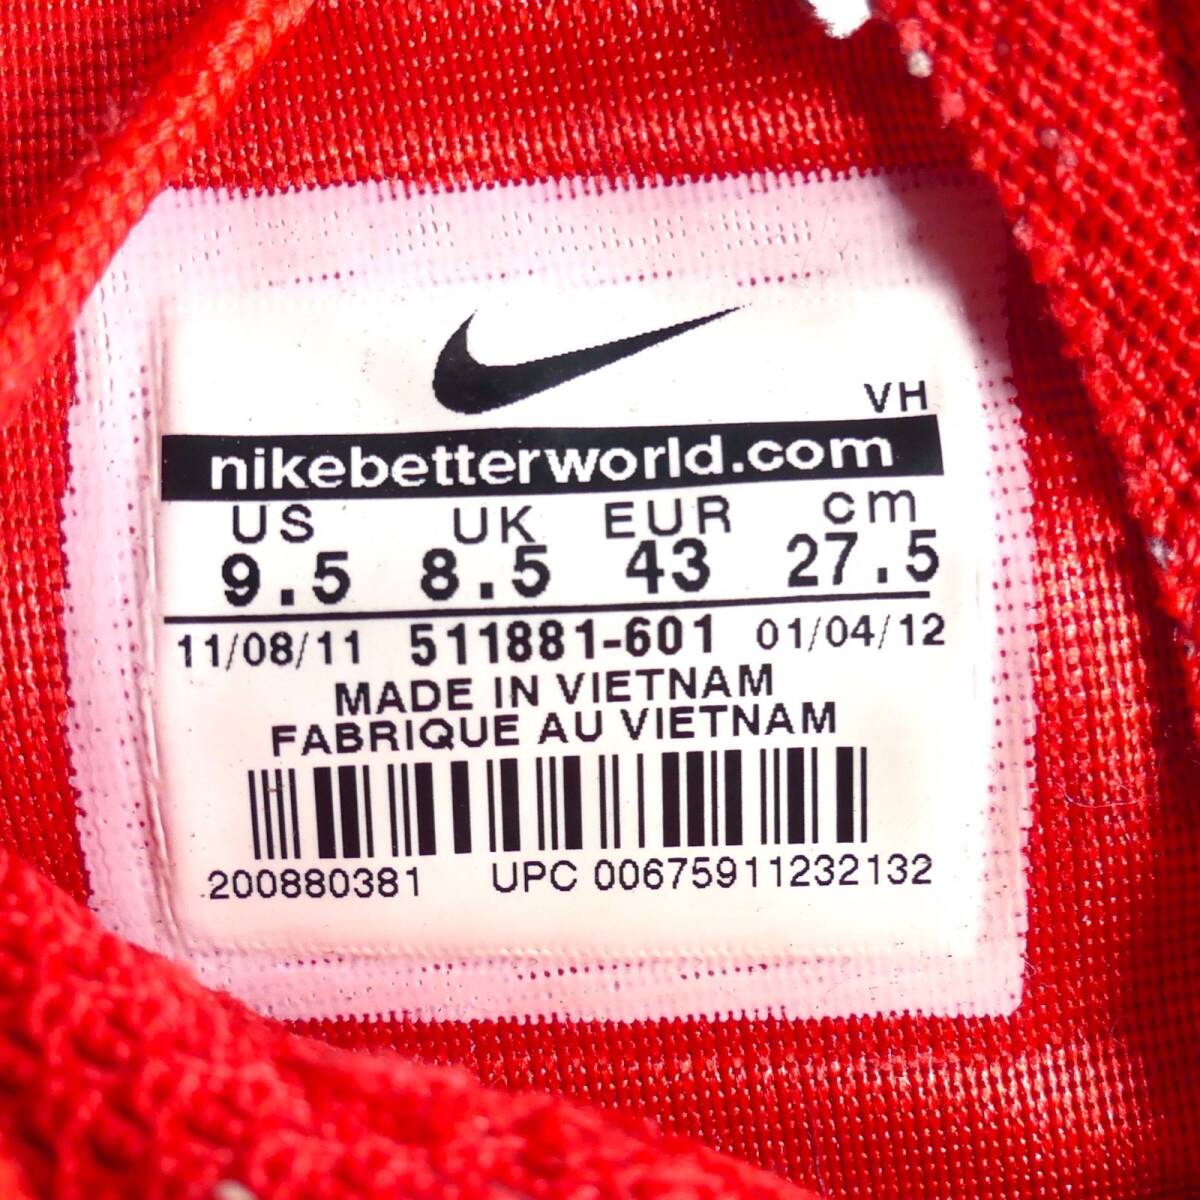 VH
nikebetterworld.com
US UK EUR cm
9.5 8.5 43 27.5
11/08/11 511881-601 01/04/12
MADE IN VIETNAM
FABRIQUE AU VIETNAM
200880381 UPC 00675911232132